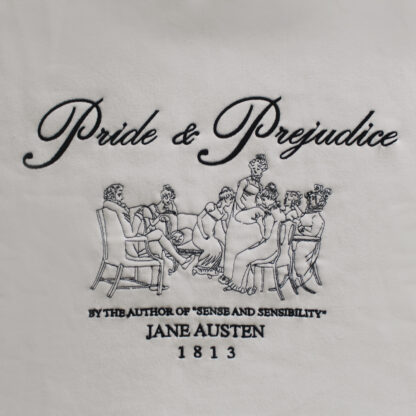 Pride & Prejudice
BY THE AUTHOR OF "SENSE AND SENSIBILITY"
JANE AUSTEN
1813